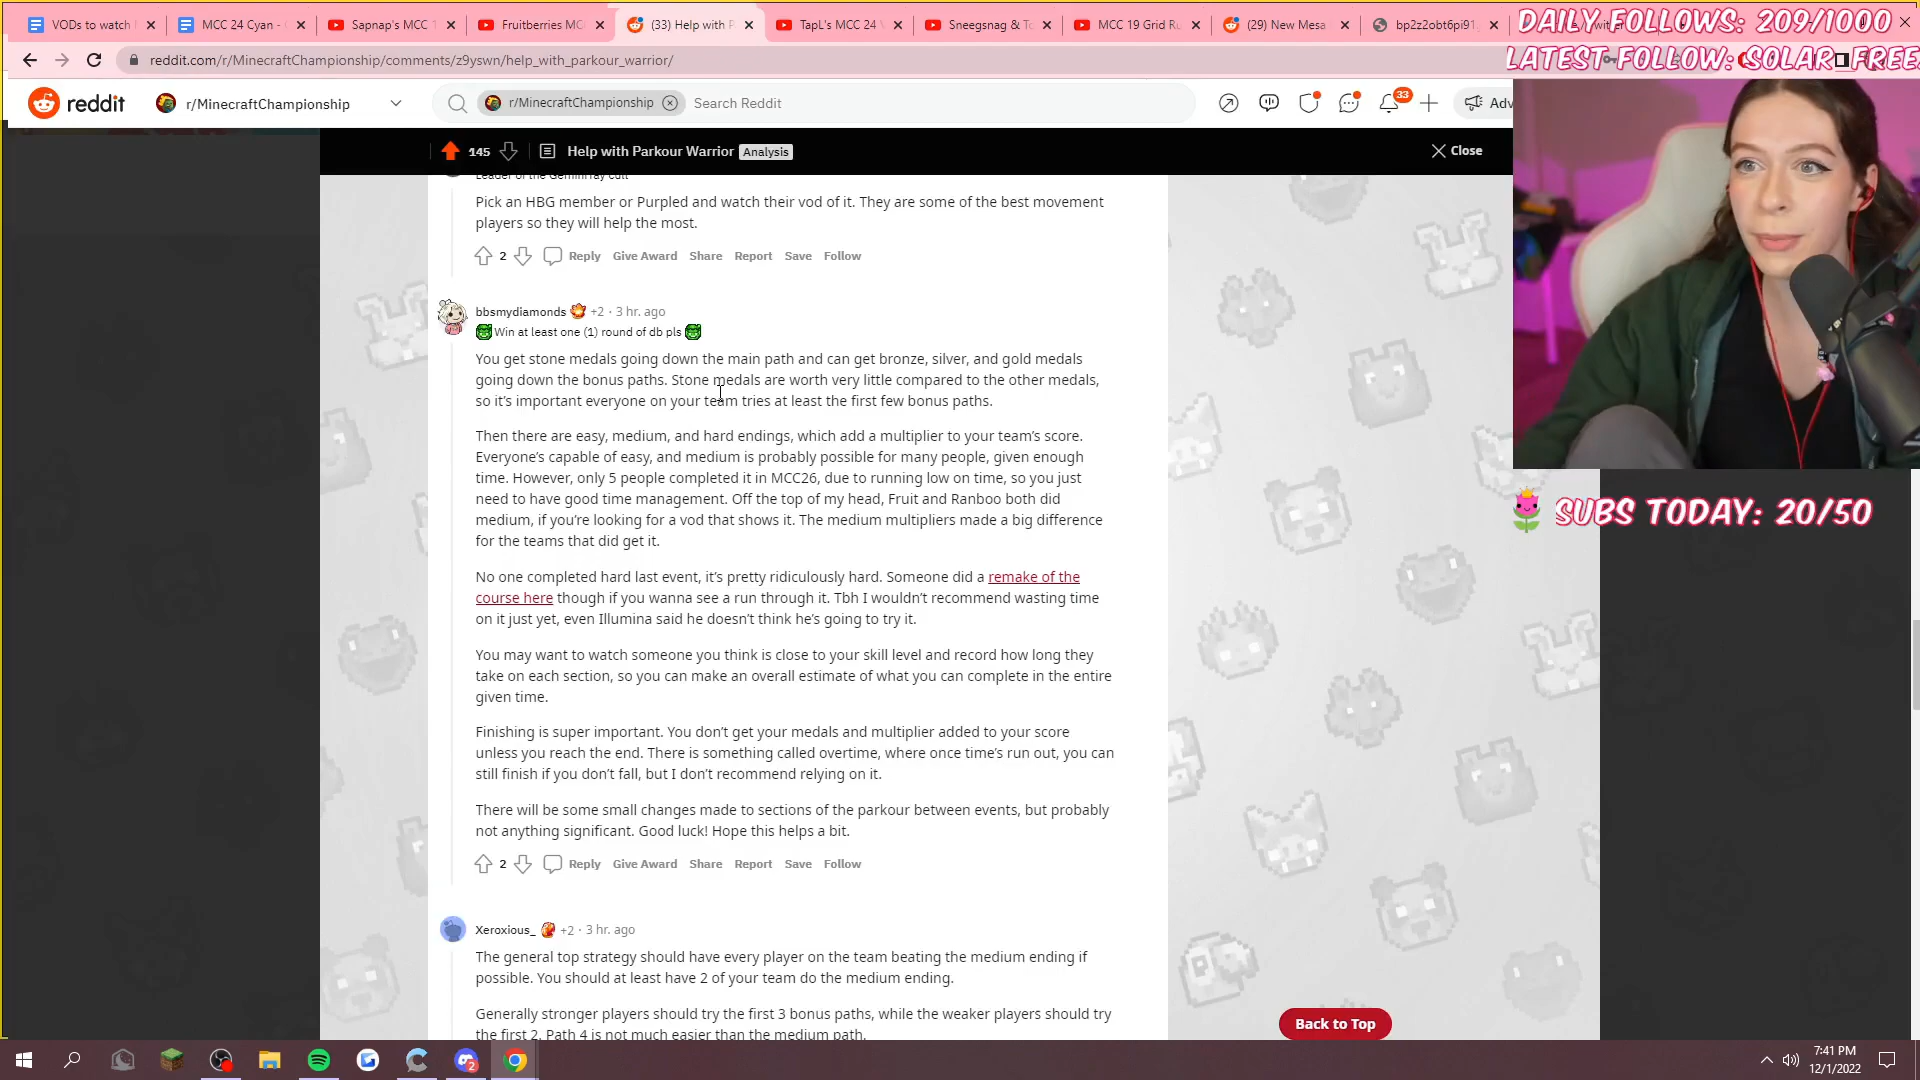 VODs to watch
MCC 24 Cyan -
Sapnap's MCC 1
Fruitberries MC
(33) Help with P
TapL's MCC 24
Sneegsnag & T
MCC 19 Grid Ru
(29) New Mesa
bp2z2obt6pi91
DAILY FOLLOWS: 209/1000
reddit.com/r/MinecraftChampionship/comments/z9yswn/help_with_parkour_warrior/
LATEST FOLLOW: SOLAR_FREE
reddit
r/MinecraftChampionship
r/MinecraftChampionship
Search Reddit
33
Adv
145
Help with Parkour Warrior
Analysis
Close
Leader of the Geminitay cult
Pick an HBG member or Purpled and watch their vod of it. They are some of the best movement
players so they will help the most.
2 Reply Give Award Share Report Save Follow
bbsmydiamonds +2 · 3 hr. ago
Win at least one (1) round of db pls
You get stone medals going down the main path and can get bronze, silver, and gold medals
going down the bonus paths. Stone medals are worth very little compared to the other medals,
so it's important everyone on your team tries at least the first few bonus paths.
Then there are easy, medium, and hard endings, which add a multiplier to your team's score.
Everyone's capable of easy, and medium is probably possible for many people, given enough
time. However, only 5 people completed it in MCC26, due to running low on time, so you just
need to have good time management. Off the top of my head, Fruit and Ranboo both did
medium, if you're looking for a vod that shows it. The medium multipliers made a big difference
for the teams that did get it.
No one completed hard last event, it's pretty ridiculously hard. Someone did a remake of the
course here though if you wanna see a run through it. Tbh I wouldn't recommend wasting time
on it just yet, even Illumina said he doesn't think he's going to try it.
You may want to watch someone you think is close to your skill level and record how long they
take on each section, so you can make an overall estimate of what you can complete in the entire
given time.
Finishing is super important. You don't get your medals and multiplier added to your score
unless you reach the end. There is something called overtime, where once time's run out, you can
still finish if you don't fall, but I don't recommend relying on it.
There will be some small changes made to sections of the parkour between events, but probably
not anything significant. Good luck! Hope this helps a bit.
2 Reply Give Award Share Report Save Follow
Xeroxious_ +2 · 3 hr. ago
The general top strategy should have every player on the team beating the medium ending if
possible. You should at least have 2 of your team do the medium ending.
Generally stronger players should try the first 3 bonus paths, while the weaker players should try
the first 2. Path 4 is not much easier than the medium path.
SUBS TODAY: 20/50
Back to Top
2
7:41 PM
12/1/2022